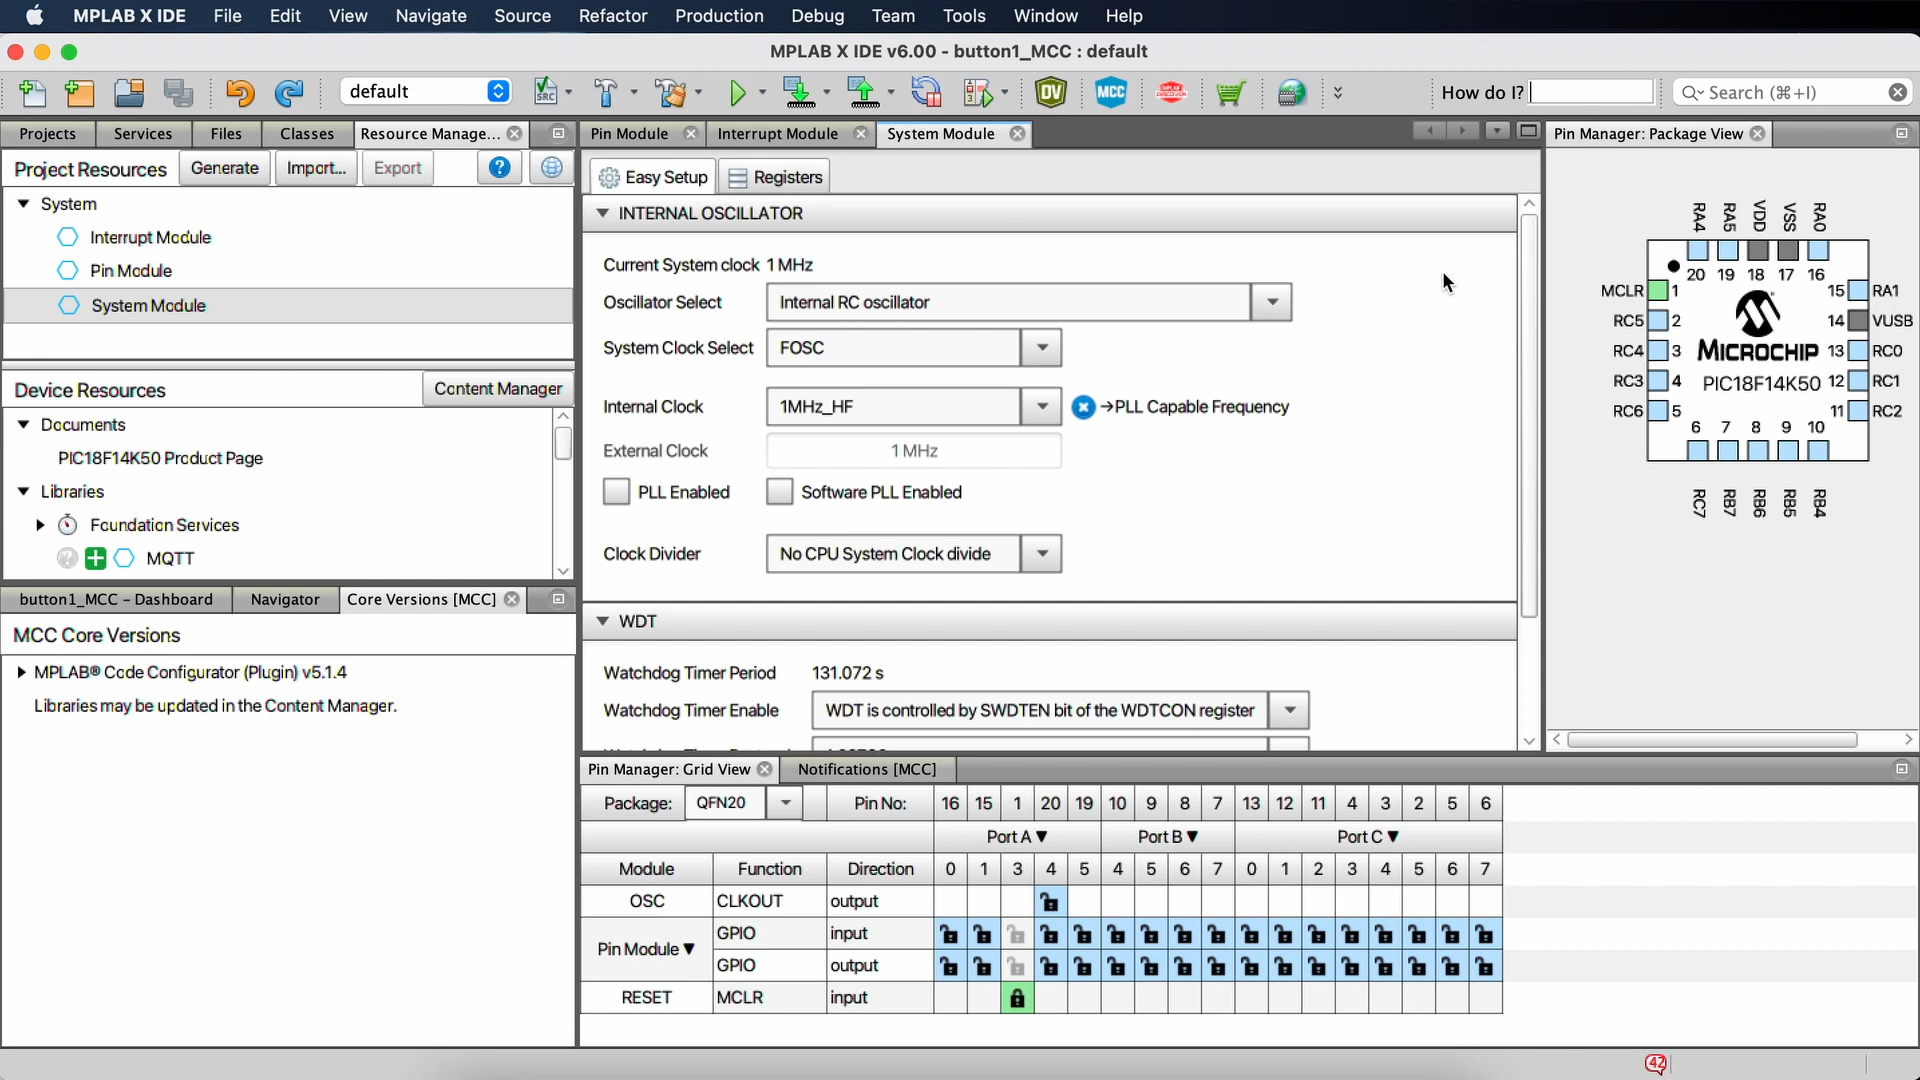 MPLAB X IDE File Edit View Navigate Source Refactor Production Debug Team Tools Window Help
MPLAB X IDE v6.00 - button1_MCC : default
default
SRC
DV
MCC
How do I?
Search (⌘+I)
Projects Services Files Classes Resource Manage...
Project Resources Generate Import... Export
System
Interrupt Module
Pin Module
System Module
Device Resources Content Manager
Documents
PIC18F14K50 Product Page
Libraries
Foundation Services
MQTT
button1_MCC - Dashboard Navigator Core Versions [MCC]
MCC Core Versions
MPLAB® Code Configurator (Plugin) v5.1.4
Libraries may be updated in the Content Manager.
Pin Module Interrupt Module System Module
Easy Setup Registers
INTERNAL OSCILLATOR
Current System clock 1 MHz
Oscillator Select Internal RC oscillator
System Clock Select FOSC
Internal Clock 1MHz_HF →PLL Capable Frequency
External Clock 1 MHz
PLL Enabled Software PLL Enabled
Clock Divider No CPU System Clock divide
WDT
Watchdog Timer Period 131.072 s
Watchdog Timer Enable WDT is controlled by SWDTEN bit of the WDTCON register
Pin Manager: Package View
RA4 RA5 VDD VSS RA0
20 19 18 17 16
MCLR 1 15 RA1
RC5 2 14 VUSB
RC4 3 MICROCHIP 13 RC0
RC3 4 PIC18F14K50 12 RC1
RC6 5 11 RC2
6 7 8 9 10
RC7 RB7 RB6 RB5 RB4
Pin Manager: Grid View Notifications [MCC]
Package: QFN20 Pin No: 16 15 1 20 19 10 9 8 7 13 12 11 4 3 2 5 6
Port A ▼ Port B ▼ Port C ▼
Module Function Direction 0 1 3 4 5 4 5 6 7 0 1 2 3 4 5 6 7
OSC CLKOUT output
Pin Module ▼ GPIO input
GPIO output
RESET MCLR input
42